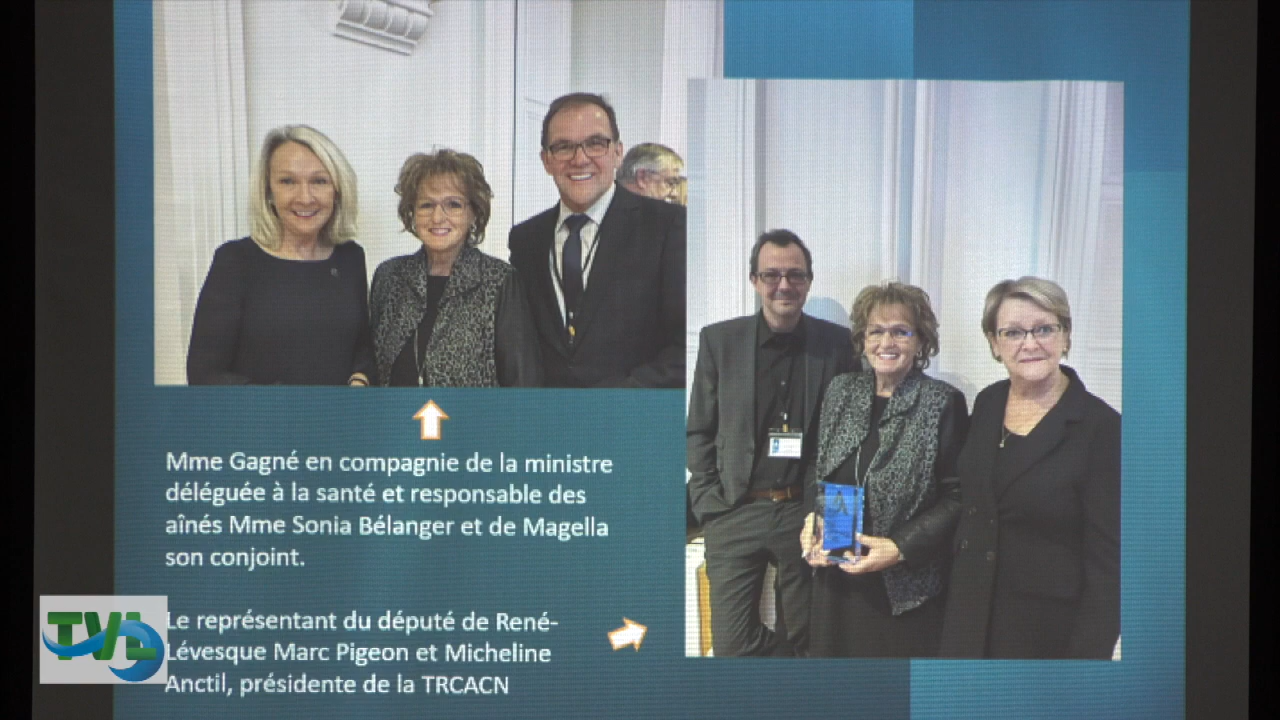 Mme Gagné en compagnie de la ministre
déléguée à la santé et responsable des
aînés Mme Sonia Bélanger et de Magella
son conjoint.
Le représentant du député de René-
Lévesque Marc Pigeon et Micheline
Anctil, présidente de la TRCACN
TVL